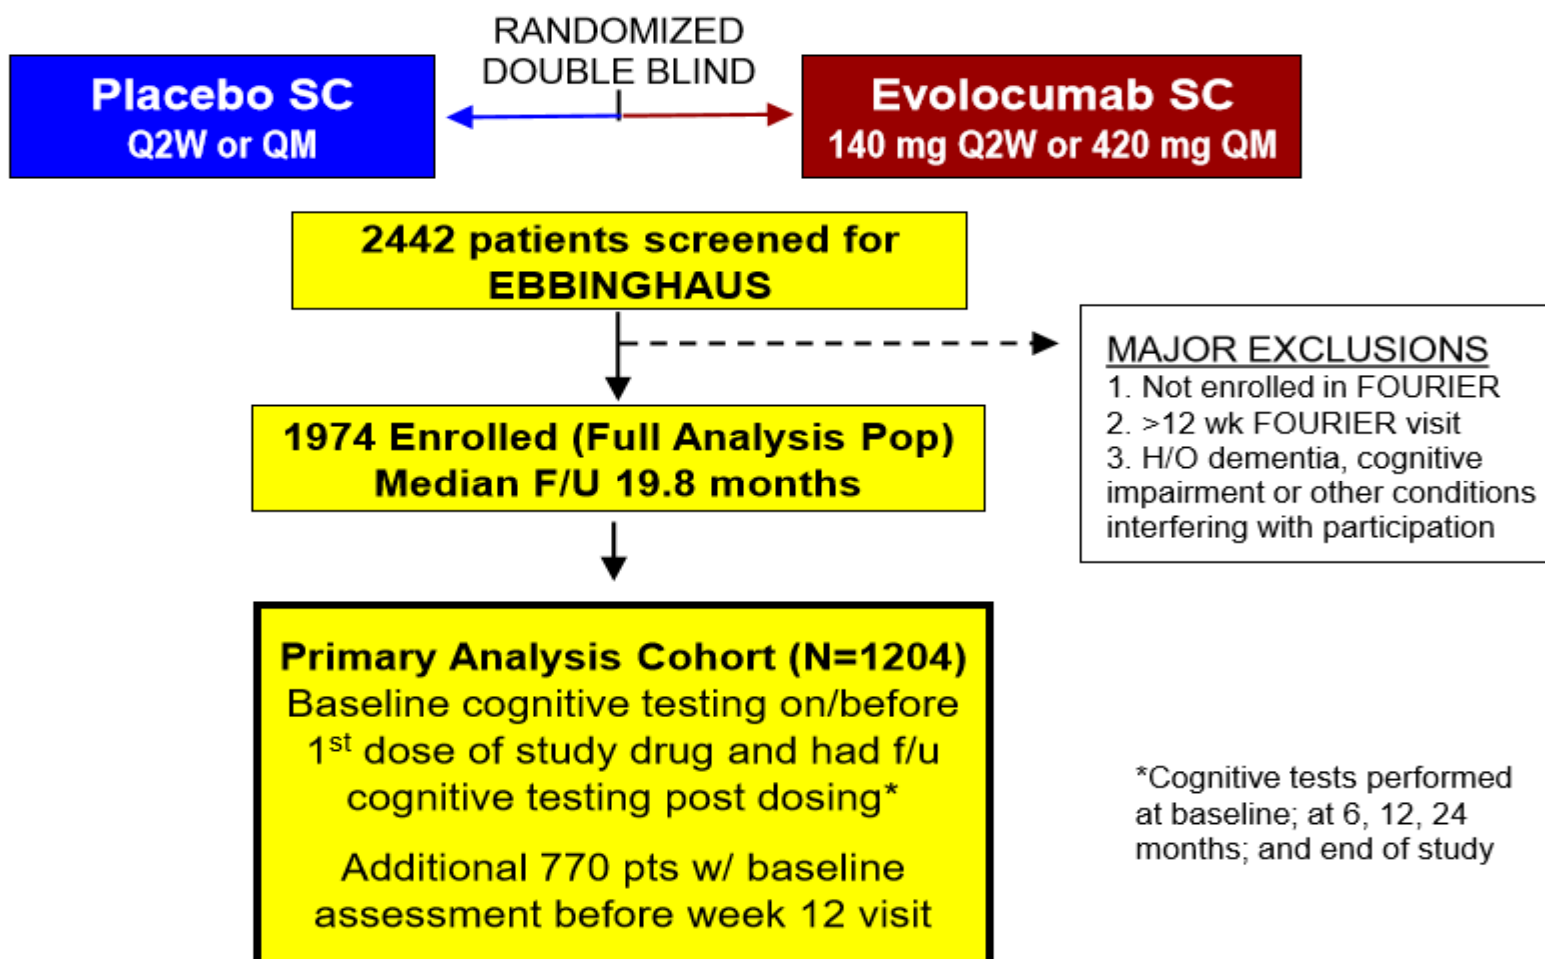 RANDOMIZED
DOUBLE BLIND
Placebo SC
Q2W or QM
Evolocumab SC
140 mg Q2W or 420 mg QM
2442 patients screened for
EBBINGHAUS
MAJOR EXCLUSIONS
1. Not enrolled in FOURIER
2. >12 wk FOURIER visit
3. H/O dementia, cognitive
impairment or other conditions
interfering with participation
1974 Enrolled (Full Analysis Pop)
Median F/U 19.8 months
Primary Analysis Cohort (N=1204)
Baseline cognitive testing on/before
1st dose of study drug and had f/u
cognitive testing post dosing*
Additional 770 pts w/ baseline
assessment before week 12 visit
*Cognitive tests performed
at baseline; at 6, 12, 24
months; and end of study